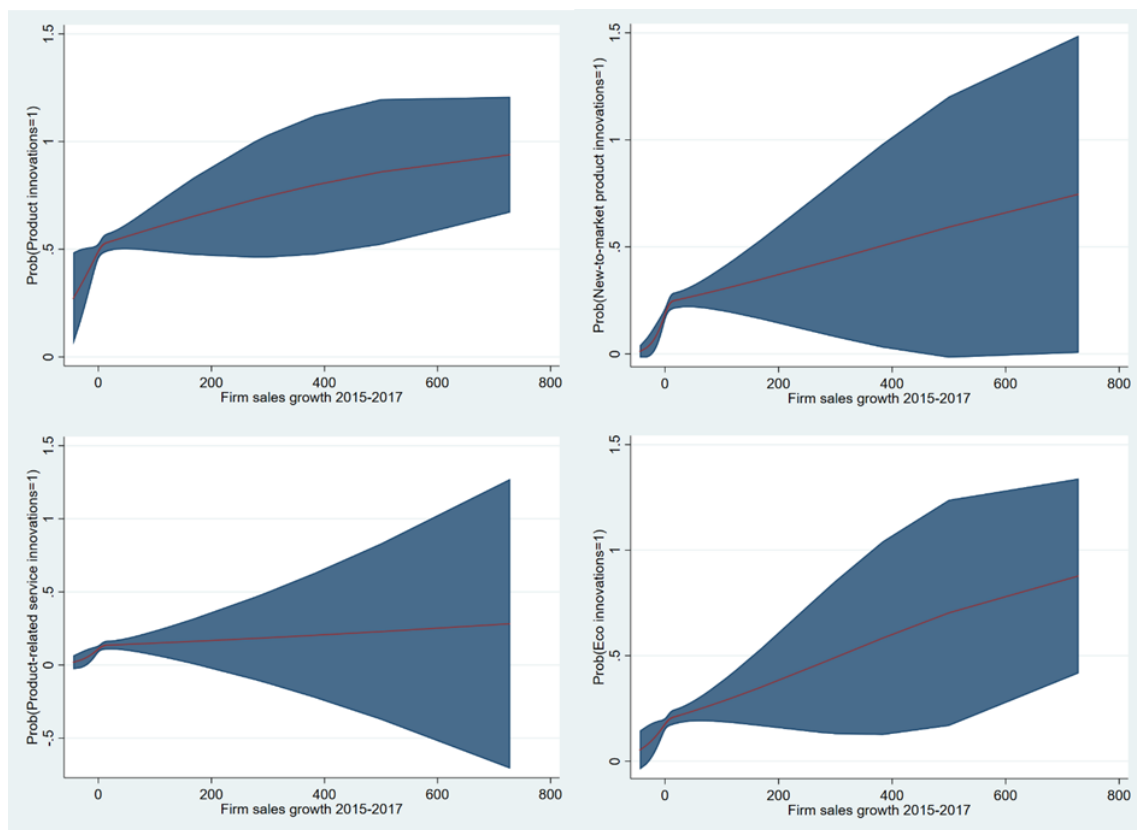 Prob(Product innovations=1)
1.5
1
.5
0
0 200 400 600 800
Firm sales growth 2015-2017
Prob(New-to-market product innovations=1)
1.5
1
.5
0
0 200 400 600 800
Firm sales growth 2015-2017
Prob(Product-related service innovations=1)
1.5
1
.5
0
-.5
0 200 400 600 800
Firm sales growth 2015-2017
Prob(Eco innovations=1)
1.5
1
.5
0
0 200 400 600 800
Firm sales growth 2015-2017